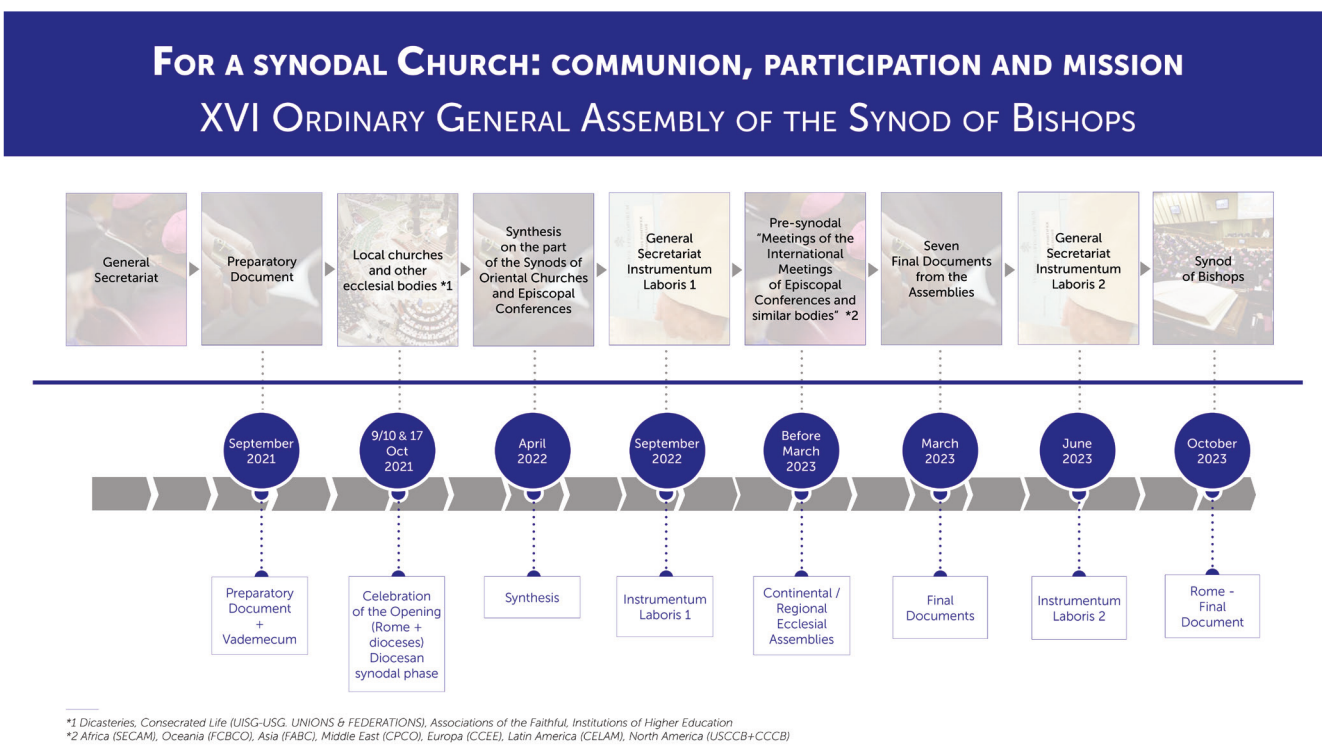 FOR A SYNODAL CHURCH: COMMUNION, PARTICIPATION AND MISSION
XVI ORDINARY GENERAL ASSEMBLY OF THE SYNOD OF BISHOPS
General
Secretariat
Preparatory
Document
Local churches
and other
ecclesial bodies *1
Synthesis
on the part
of the Synods of
Oriental Churches
and Episcopal
Conferences
General
Secretariat
Instrumentum
Laboris 1
Pre-synodal
“Meetings of the
International
Meetings
of Episcopal
Conferences and
similar bodies” *2
Seven
Final Documents
from the
Assemblies
General
Secretariat
Instrumentum
Laboris 2
Synod
of Bishops
September
2021
9/10 & 17
Oct
2021
April
2022
September
2022
Before
March
2023
March
2023
June
2023
October
2023
Preparatory
Document
+
Vademecum
Celebration
of the Opening
(Rome +
dioceses)
Diocesan
synodal phase
Synthesis
Instrumentum
Laboris 1
Continental /
Regional
Ecclesial
Assemblies
Final
Documents
Instrumentum
Laboris 2
Rome -
Final
Document
*1 Dicasteries, Consecrated Life (UISG-USG. UNIONS & FEDERATIONS), Associations of the Faithful, Institutions of Higher Education
*2 Africa (SECAM), Oceania (FCBCO), Asia (FABC), Middle East (CPCO), Europa (CCEE), Latin America (CELAM), North America (USCCB+CCCB)